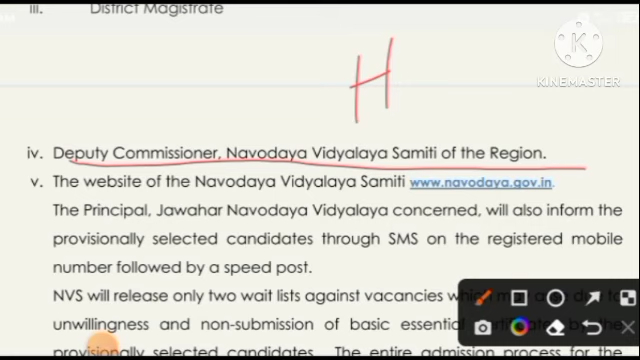 iii. District Magistrate
K
KINEMASTER
H
iv. Deputy Commissioner, Navodaya Vidyalaya Samiti of the Region.
v. The website of the Navodaya Vidyalaya Samiti www.navodaya.gov.in.
The Principal, Jawahar Navodaya Vidyalaya concerned, will also inform the
provisionally selected candidates through SMS on the registered mobile
number followed by a speed post.
NVS will release only two wait lists against vacancies
unwillingness and non-submission of basic essential by the
provisionally selected candidates. The entire admission process for the